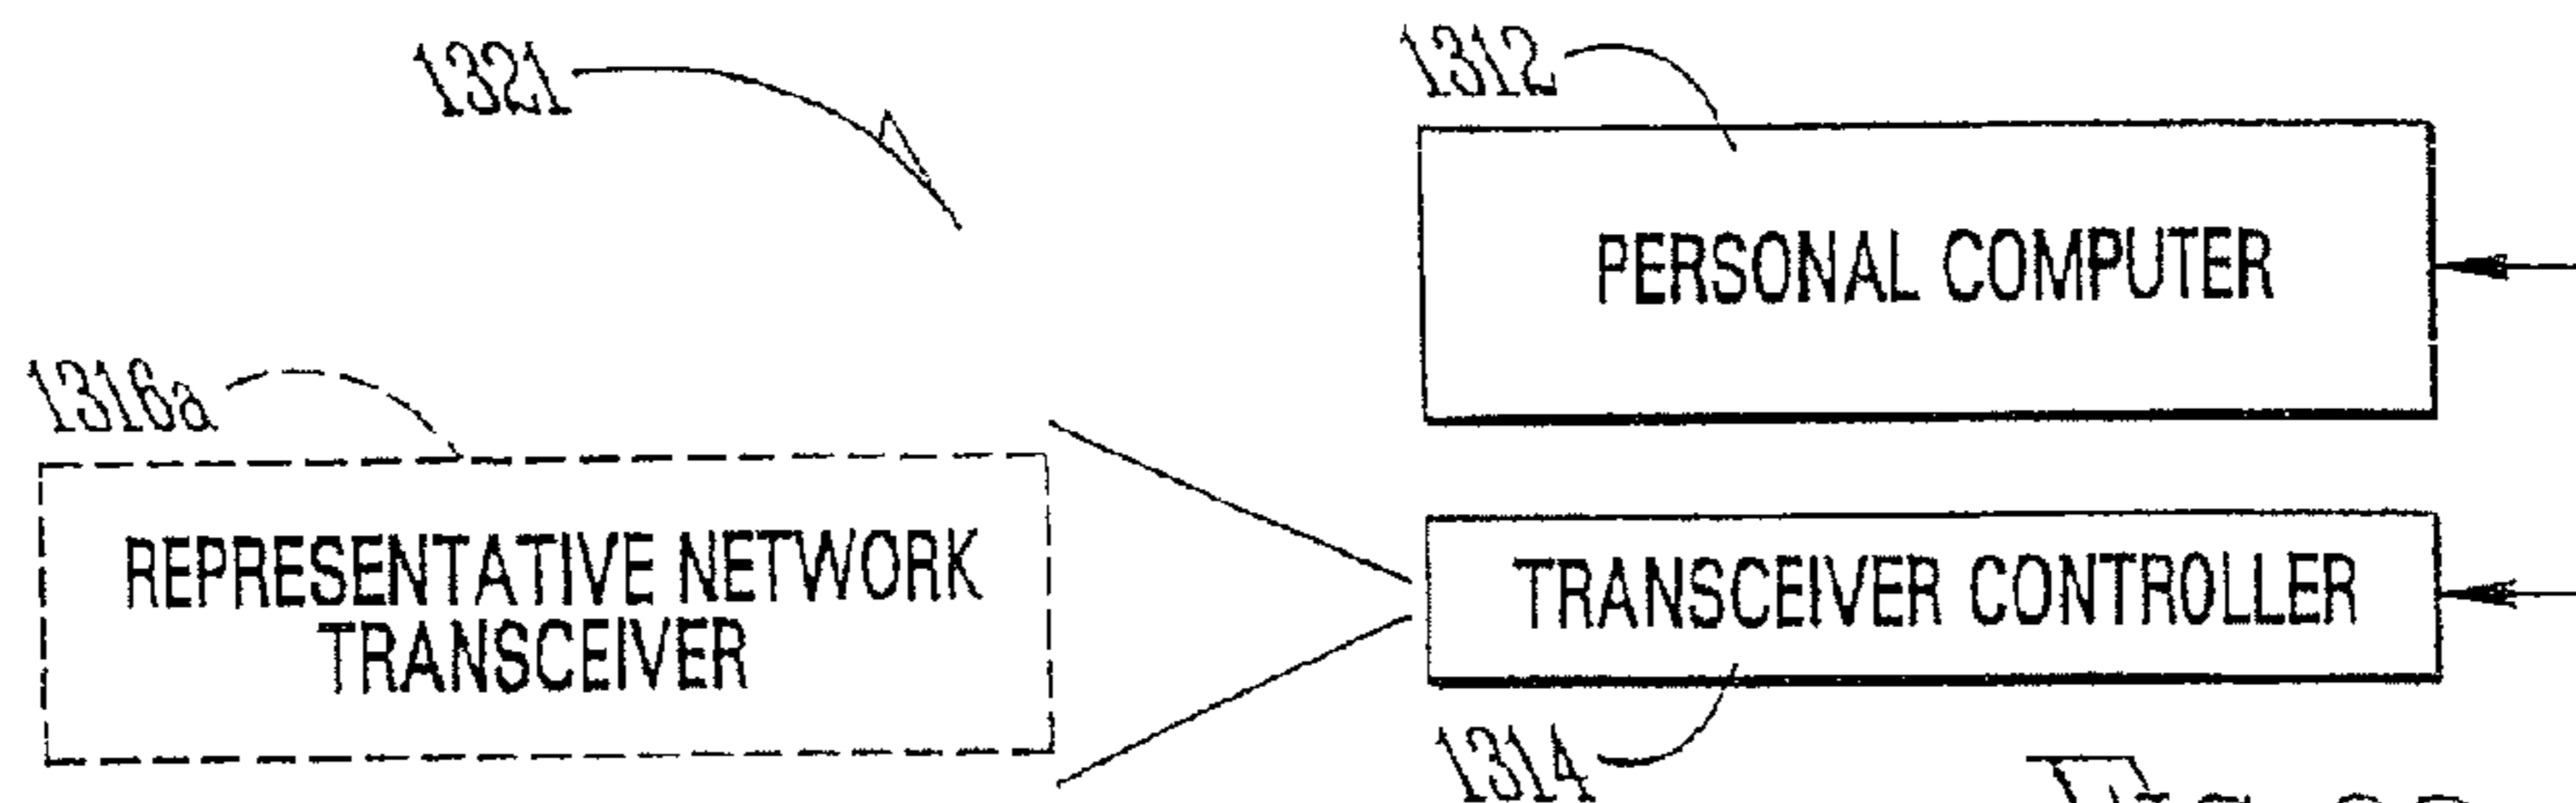 1321
1312
PERSONAL COMPUTER
1316a
REPRESENTATIVE NETWORK
TRANSCEIVER
TRANSCEIVER CONTROLLER
1314